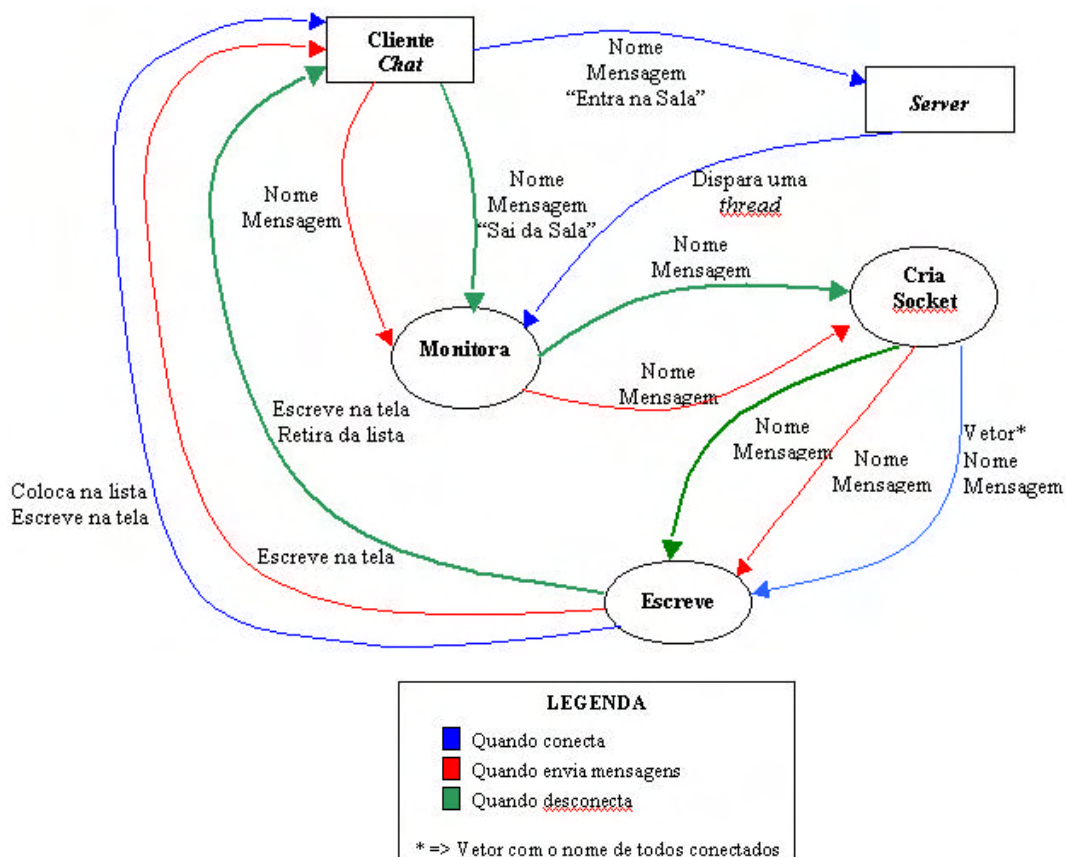 Cliente
Chat
Nome
Mensagem
“Entra na Sala”
Server
Dispara uma
thread
Nome
Mensagem
Nome
Mensagem
“Sai da Sala”
Nome
Mensagem
Cria
Socket
Monitora
Nome
Mensagem
Escreve na tela
Retira da lista
Nome
Mensagem
Nome
Mensagem
Vetor*
Nome
Mensagem
Coloca na lista
Escreve na tela
Escreve na tela
Escreve
LEGENDA
Quando conecta
Quando envia mensagens
Quando desconecta
* => Vetor com o nome de todos conectados